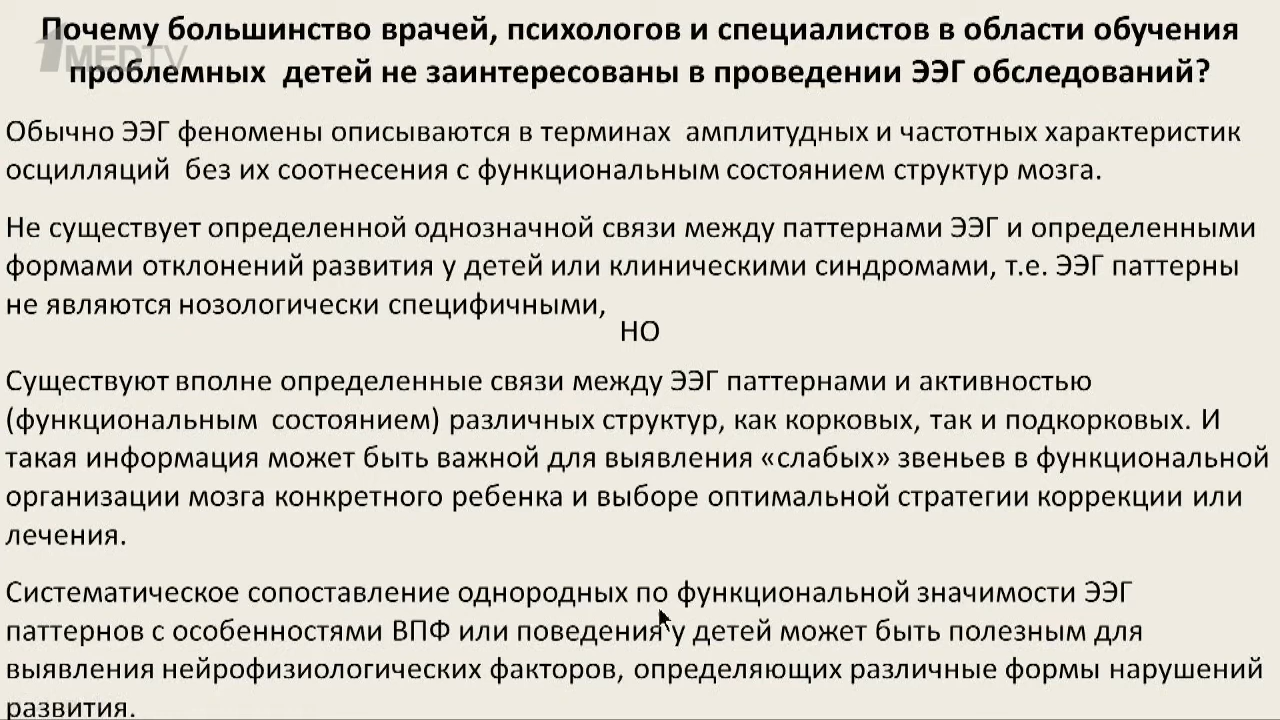 Почему большинство врачей, психологов и специалистов в области обучения
проблемных детей не заинтересованы в проведении ЭЭГ обследований?
1MEDTV
Обычно ЭЭГ феномены описываются в терминах амплитудных и частотных характеристик
осцилляций без их соотнесения с функциональным состоянием структур мозга.
Не существует определенной однозначной связи между паттернами ЭЭГ и определенными
формами отклонений развития у детей или клиническими синдромами, т.е. ЭЭГ паттерны
не являются нозологически специфичными,
НО
Существуют вполне определенные связи между ЭЭГ паттернами и активностью
(функциональным состоянием) различных структур, как корковых, так и подкорковых. И
такая информация может быть важной для выявления «слабых» звеньев в функциональной
организации мозга конкретного ребенка и выборе оптимальной стратегии коррекции или
лечения.
Систематическое сопоставление однородных по функциональной значимости ЭЭГ
паттернов с особенностями ВПФ или поведения у детей может быть полезным для
выявления нейрофизиологических факторов, определяющих различные формы нарушений
развития.